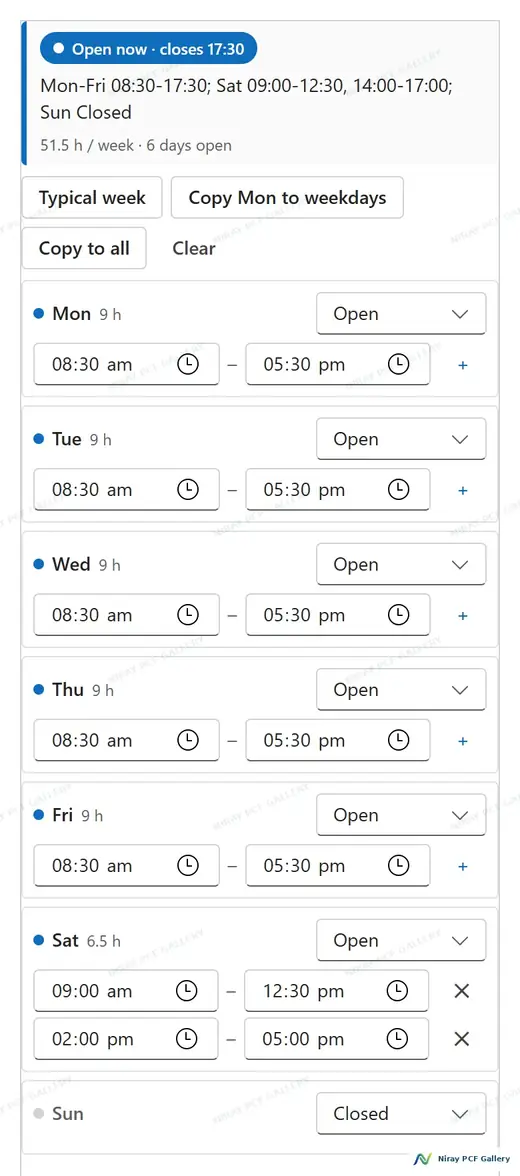 Open now · closes 17:30
Mon-Fri 08:30-17:30; Sat 09:00-12:30, 14:00-17:00;
Sun Closed
51.5 h / week · 6 days open
Typical week
Copy Mon to weekdays
Copy to all
Clear
Mon 9 h Open
08:30 am – 05:30 pm +
Tue 9 h Open
08:30 am – 05:30 pm +
Wed 9 h Open
08:30 am – 05:30 pm +
Thu 9 h Open
08:30 am – 05:30 pm +
Fri 9 h Open
08:30 am – 05:30 pm +
Sat 6.5 h Open
09:00 am – 12:30 pm
02:00 pm – 05:00 pm
Sun Closed
Niray PCF Gallery